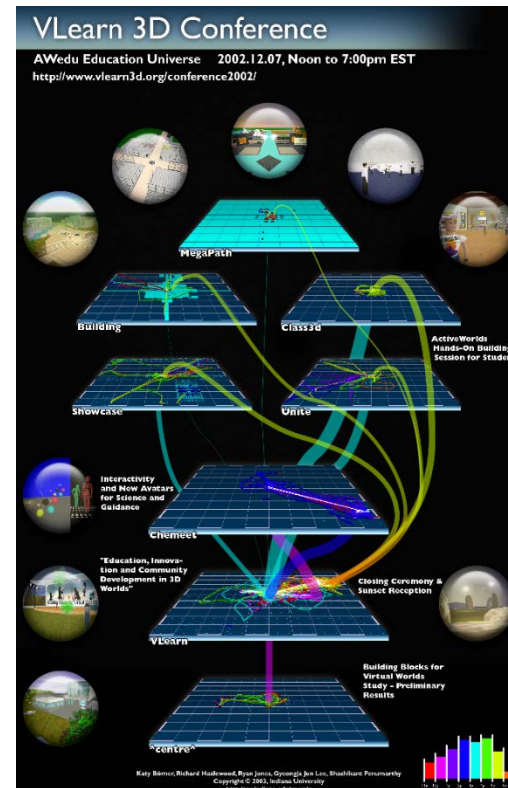 VLearn 3D Conference
AWedu Education Universe 2002.12.07, Noon to 7:00pm EST
http://www.vlearn3d.org/conference2002/
MegaPath
Building
Class3d
ActiveWorlds
Hands-On Building
Session for Studen
Showcase
Unite
Interactivity
and New Avatars
for Science and
Guidance
Chemeet
"Education, Innova-
tion and Community
Development in 3D
Worlds"
Closing Ceremony &
Sunset Reception
VLearn
Building Blocks for
Virtual Worlds
Study - Preliminary
Results
^centre^
Katy Börner, Richard Hazlewood, Ryan Jones, Gyeongja Jun Lee, Shashikant Penumarthy
Copyright © 2003, Indiana University